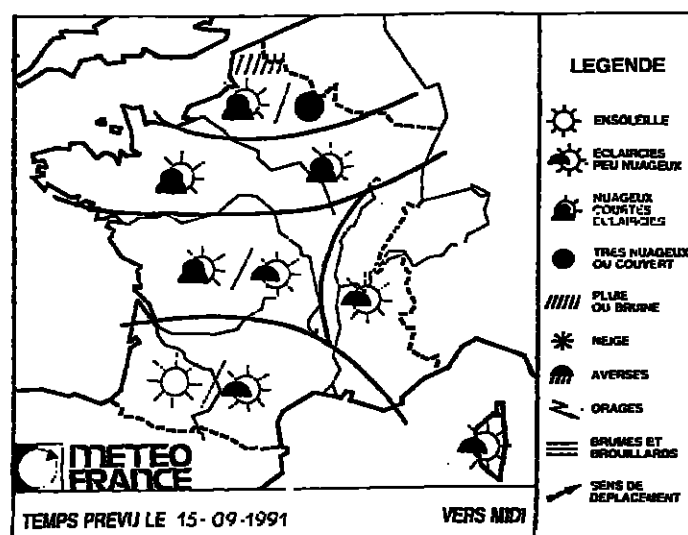 LEGENDE
ENSOLEILLE
ECLAIRCIES
PEU NUAGEUX
NUAGEUX
COURTES
ECLAIRCIES
TRES NUAGEUX
OU COUVERT
PLUIE
OU BRUINE
NEIGE
AVERSES
ORAGES
BRUMES ET
BROUILLARDS
SENS DE
DEPLACEMENT
METEO
FRANCE
TEMPS PREVU LE 15-09-1991 VERS MIDI